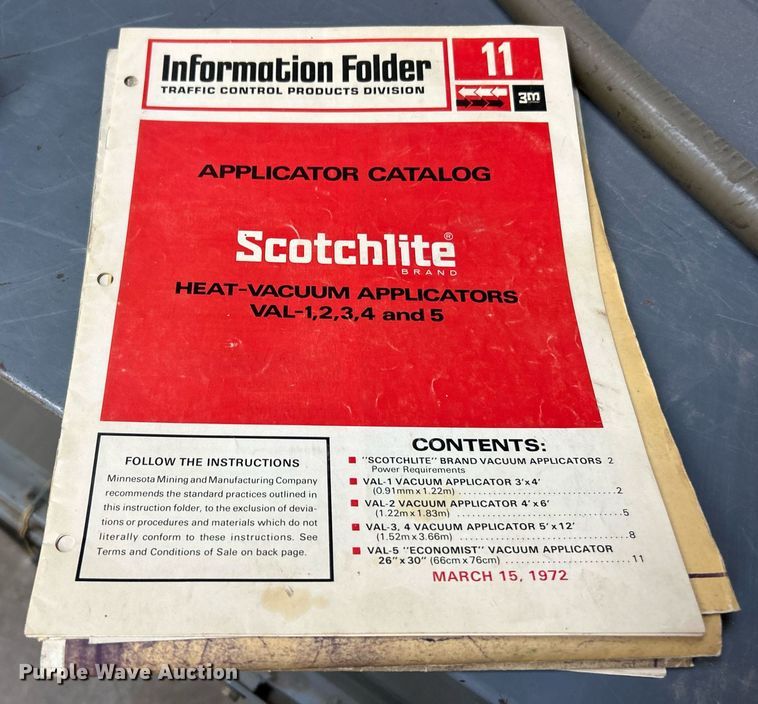 Information Folder
TRAFFIC CONTROL PRODUCTS DIVISION
11
3m
APPLICATOR CATALOG
Scotchlite®
BRAND
HEAT-VACUUM APPLICATORS
VAL-1,2,3,4 and 5
FOLLOW THE INSTRUCTIONS
Minnesota Mining and Manufacturing Company
recommends the standard practices outlined in
this instruction folder, to the exclusion of devia-
tions or procedures and materials which do not
literally conform to these instructions. See
Terms and Conditions of Sale on back page.
CONTENTS:
"SCOTCHLITE" BRAND VACUUM APPLICATORS 2
Power Requirements
VAL-1 VACUUM APPLICATOR 3'x4'
(0.91mm x 1.22m) ..............................2
VAL-2 VACUUM APPLICATOR 4'x6'
(1.22m x 1.83m) ...............................5
VAL-3, 4 VACUUM APPLICATOR 5'x12'
(1.52m x 3.66m) ...............................8
VAL-5 "ECONOMIST" VACUUM APPLICATOR
26"x30" (66cm x 76cm) ..........................11
MARCH 15, 1972
Purple Wave Auction